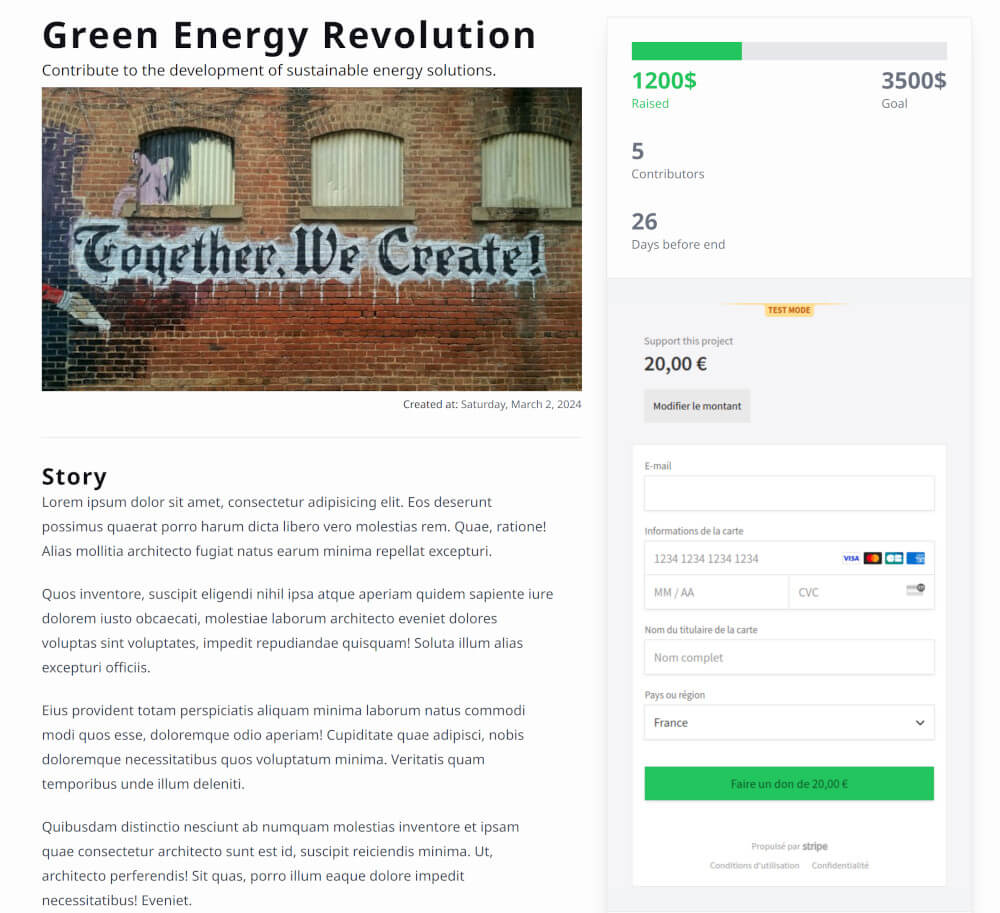 Green Energy Revolution
Contribute to the development of sustainable energy solutions.
Together, We Create!
Created at: Saturday, March 2, 2024
Story
Lorem ipsum dolor sit amet, consectetur adipisicing elit. Eos deserunt
possimus quaerat porro harum dicta libero vero molestias rem. Quae, ratione!
Alias mollitia architecto fugiat natus earum minima repellat excepturi.
Quos inventore, suscipit eligendi nihil ipsa atque aperiam quidem sapiente iure
dolorem iusto obcaecati, molestiae laborum architecto eveniet dolores
voluptas sint voluptates, impedit repudiandae quisquam! Soluta illum alias
excepturi officiis.
Eius provident totam perspiciatis aliquam minima laborum natus commodi
modi quos esse, doloremque odio aperiam! Cupiditate quae adipisci, nobis
doloremque necessitatibus quos voluptatum minima. Veritatis quam
temporibus unde illum deleniti.
Quibusdam distinctio nesciunt ab numquam molestias inventore et ipsam
quae consectetur architecto sunt est id, suscipit reiciendis minima. Ut,
architecto perferendis! Sit quas, porro illum eaque dolore impedit
necessitatibus! Eveniet.
1200$ 3500$
Raised Goal
5
Contributors
26
Days before end
TEST MODE
Support this project
20,00 €
Modifier le montant
E-mail
Informations de la carte
1234 1234 1234 1234 VISA
MM / AA CVC
Nom du titulaire de la carte
Nom complet
Pays ou région
France
Faire un don de 20,00 €
Propulsé par stripe
Conditions d'utilisation Confidentialité